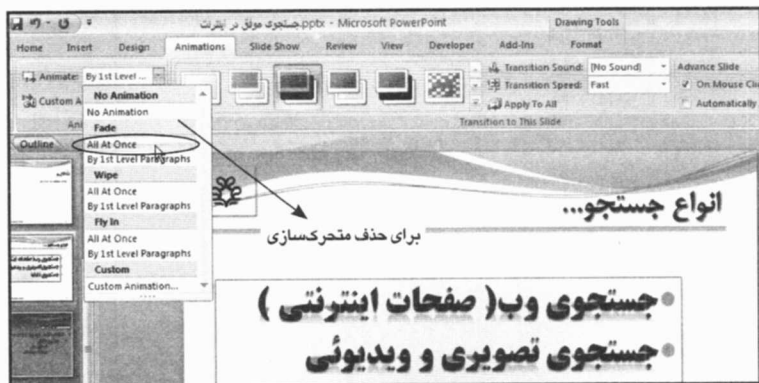 جستجوی موفق در اینترنت.pptx - Microsoft PowerPoint
Drawing Tools
Home Insert Design Animations Slide Show Review View Developer Add-Ins Format
Animate: By 1st Level ...
Custom A
Transition Sound: [No Sound]
Transition Speed: Fast
Apply To All
Advance Slide
On Mouse Clic
Automatically
Ani
Transition to This Slide
Outline
No Animation
No Animation
Fade
All At Once
By 1st Level Paragraphs
Wipe
All At Once
By 1st Level Paragraphs
Fly In
All At Once
By 1st Level Paragraphs
Custom
Custom Animation...
انواع جستجو...
برای حذف متحرک‌سازی
جستجوی وب( صفحات اینترنتی )
جستجوی تصویری و ویدیوئی